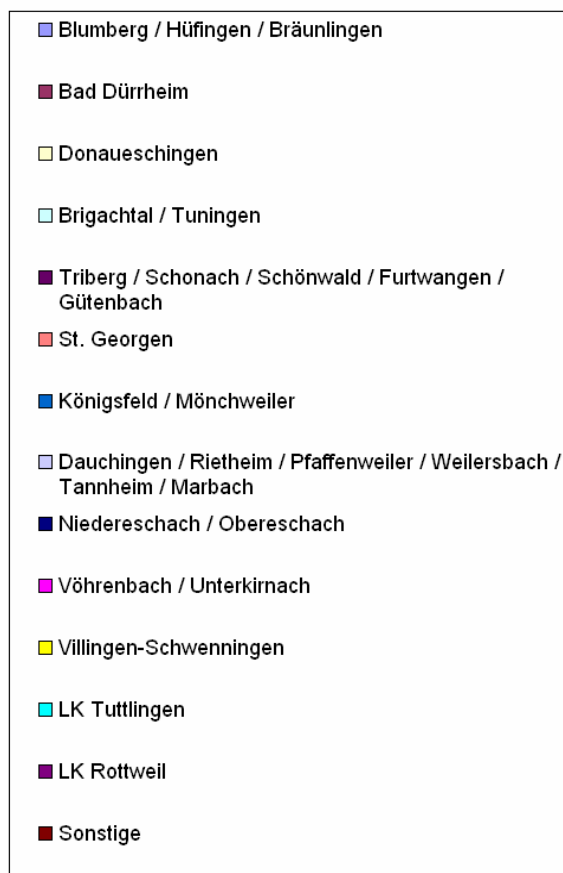 Blumberg / Hüfingen / Bräunlingen
Bad Dürrheim
Donaueschingen
Brigachtal / Tuningen
Triberg / Schonach / Schönwald / Furtwangen /
Gütenbach
St. Georgen
Königsfeld / Mönchweiler
Dauchingen / Rietheim / Pfaffenweiler / Weilersbach /
Tannheim / Marbach
Niedereschach / Obereschach
Vöhrenbach / Unterkirnach
Villingen-Schwenningen
LK Tuttlingen
LK Rottweil
Sonstige